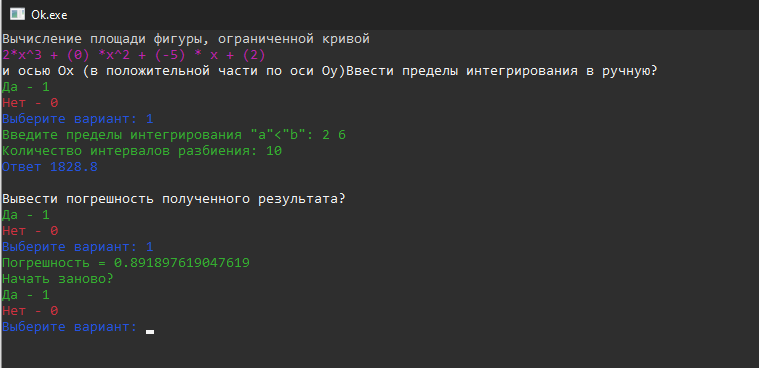 Ok.exe
Вычисление площади фигуры, ограниченной кривой
2*x^3 + (0) *x^2 + (-5) * x + (2)
и осью Ox (в положительной части по оси Oy)Ввести пределы интегрирования в ручную?
Да - 1
Нет - 0
Выберите вариант: 1
Введите пределы интегрирования "a"<"b": 2 6
Количество интервалов разбиения: 10
Ответ 1828.8
Вывести погрешность полученного результата?
Да - 1
Нет - 0
Выберите вариант: 1
Погрешность = 0.891897619047619
Начать заново?
Да - 1
Нет - 0
Выберите вариант: